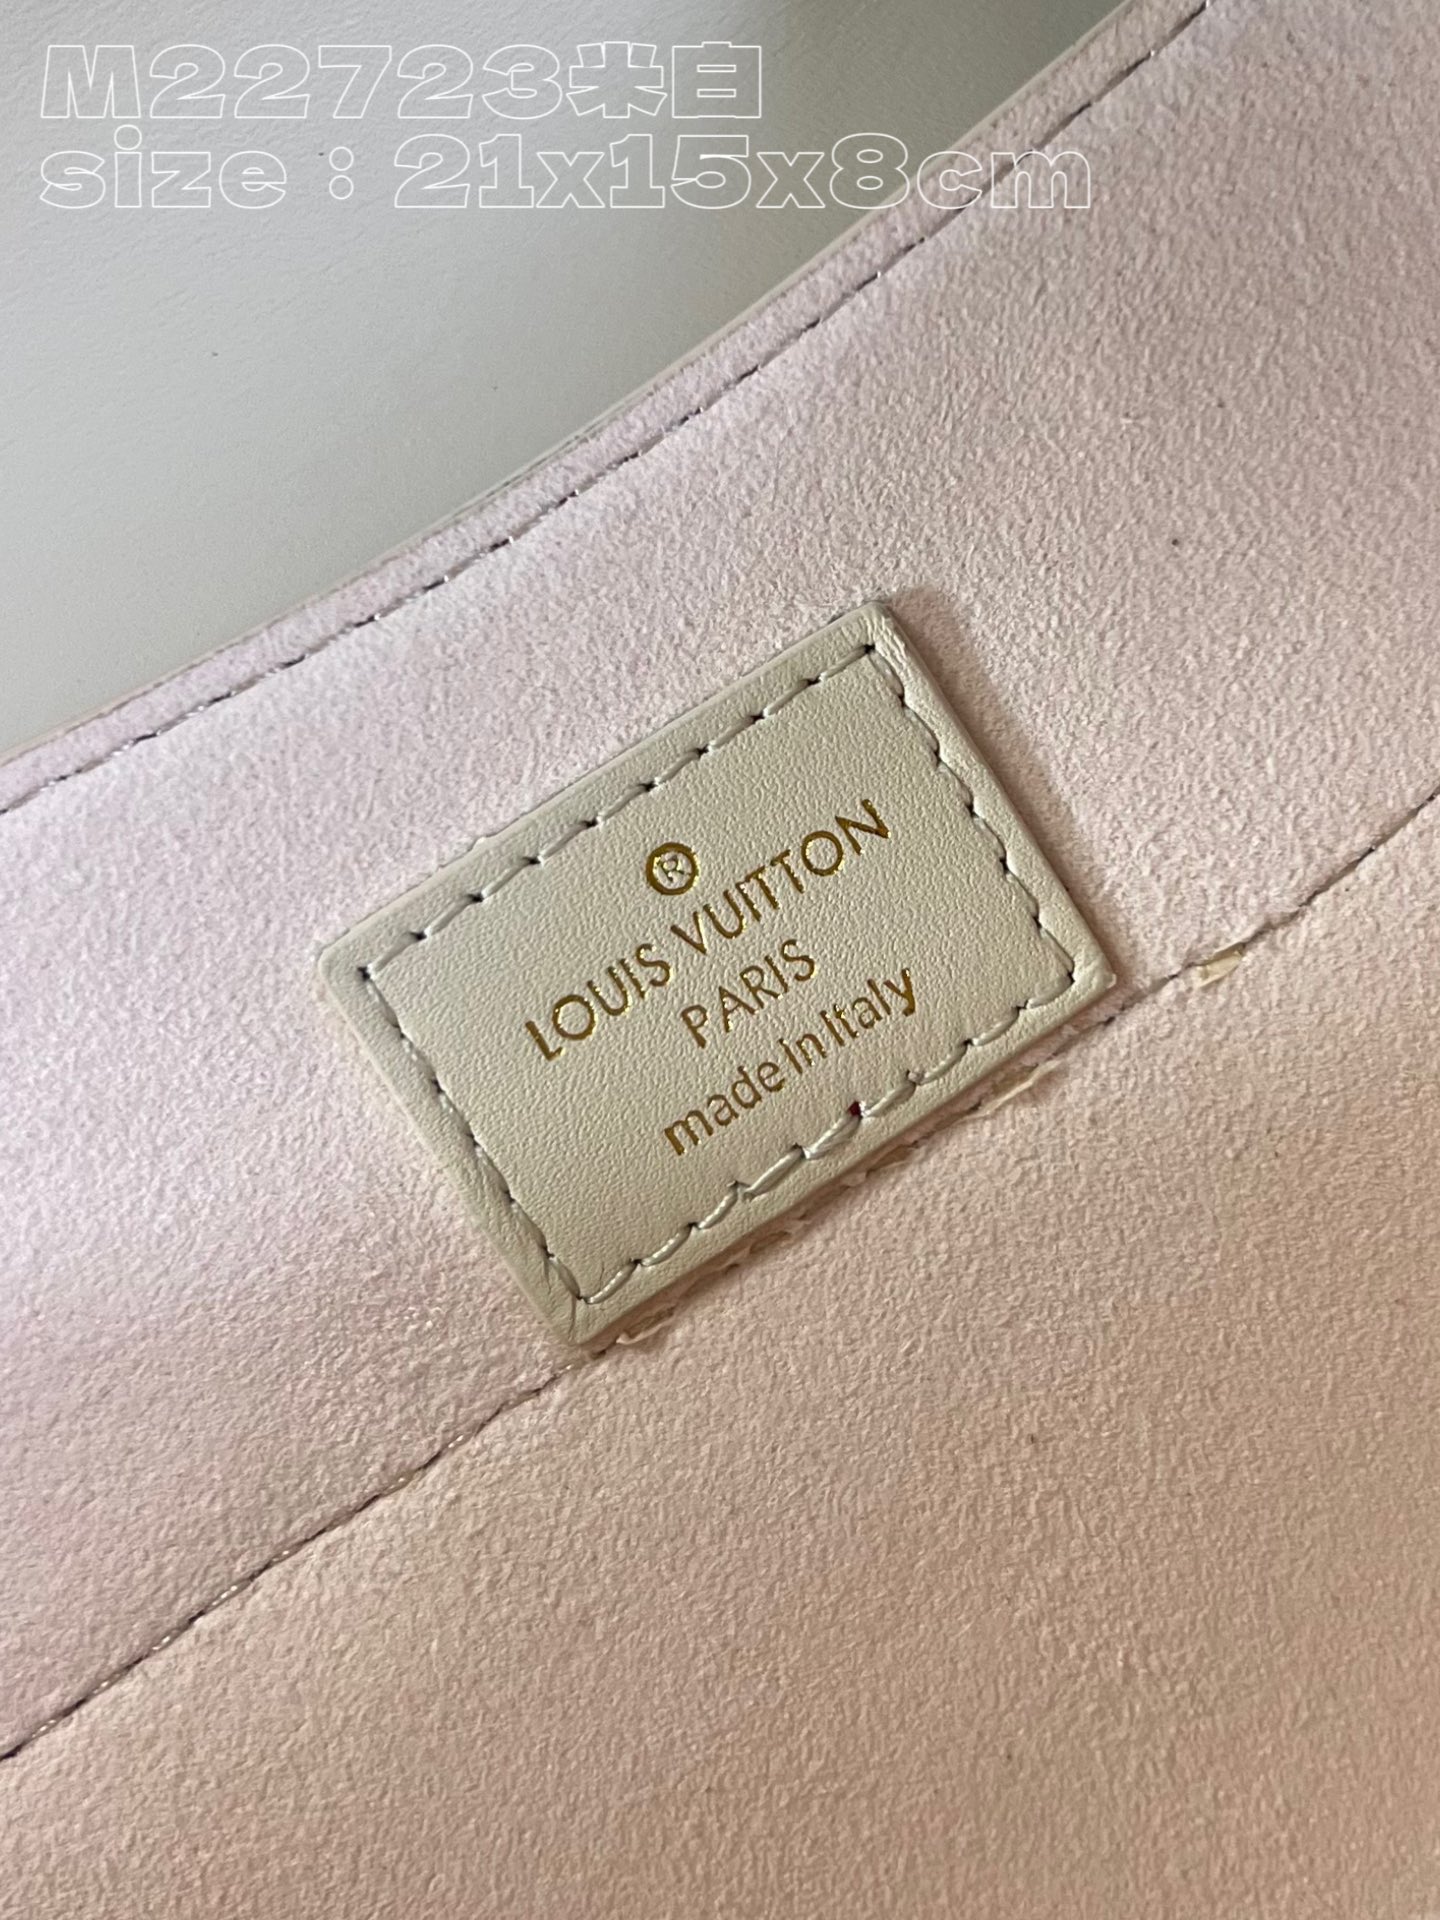 M22723米白
size：21x15x8cm
®
LOUIS VUITTON
PARIS
made in Italy